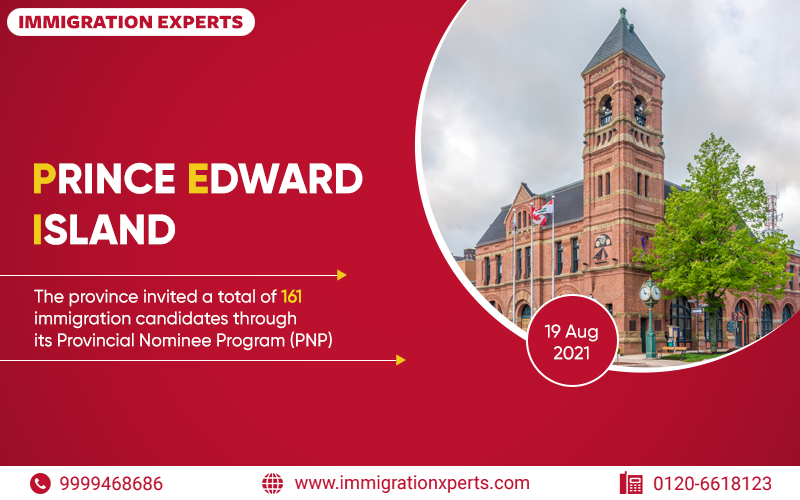 IMMIGRATION EXPERTS
PRINCE EDWARD
ISLAND
The province invited a total of 161
immigration candidates through
its Provincial Nominee Program (PNP)
19 Aug
2021
9999468686
www.immigrationxperts.com
0120-6618123